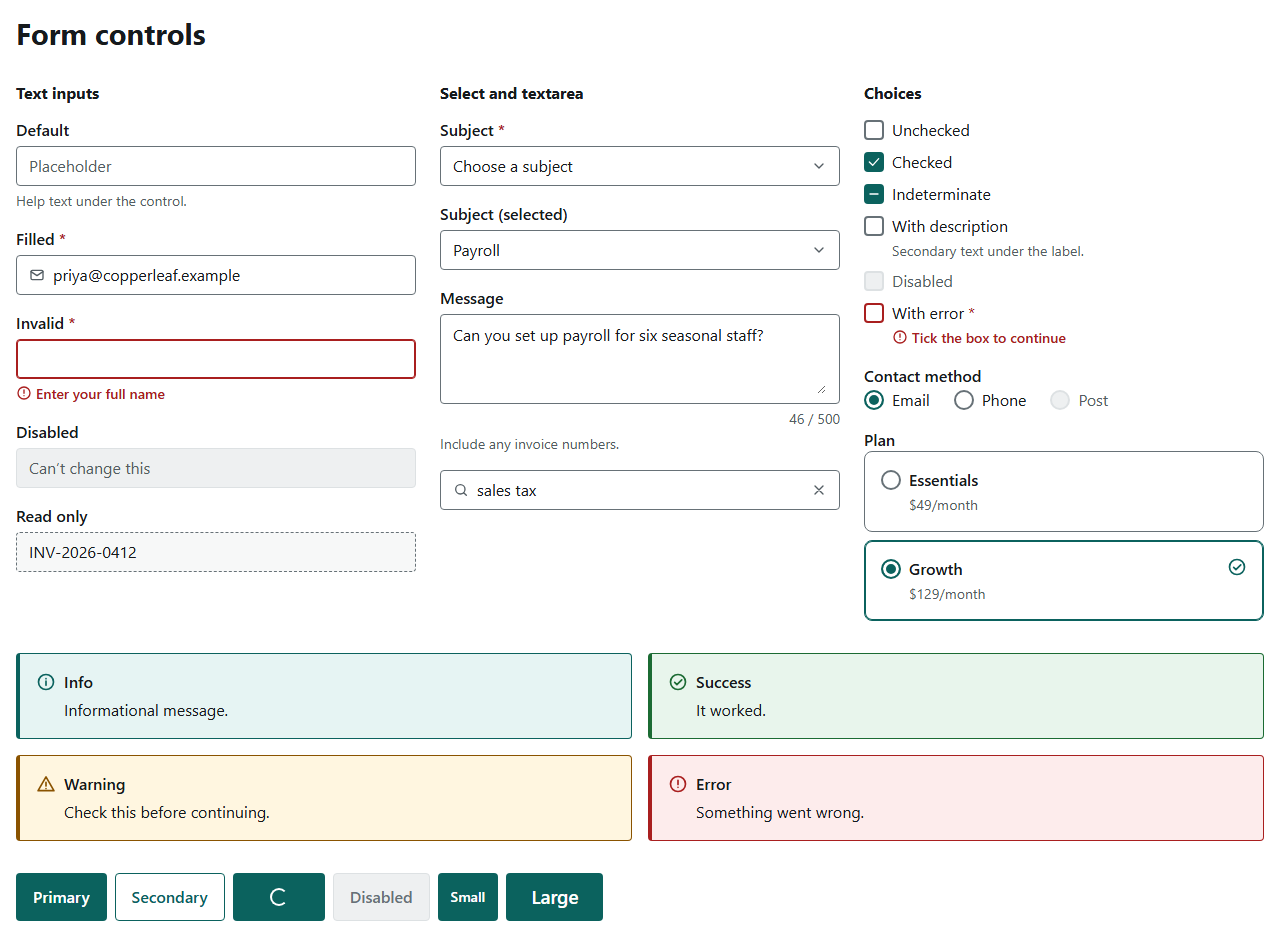 Form controls
Text inputs
Default
Placeholder
Help text under the control.
Filled *
priya@copperleaf.example
Invalid *
Enter your full name
Disabled
Can't change this
Read only
INV-2026-0412
Select and textarea
Subject *
Choose a subject
Subject (selected)
Payroll
Message
Can you set up payroll for six seasonal staff?
46 / 500
Include any invoice numbers.
sales tax
Choices
Unchecked
Checked
Indeterminate
With description
Secondary text under the label.
Disabled
With error *
Tick the box to continue
Contact method
Email Phone Post
Plan
Essentials
$49/month
Growth
$129/month
Info
Informational message.
Success
It worked.
Warning
Check this before continuing.
Error
Something went wrong.
Primary Secondary Disabled Small Large